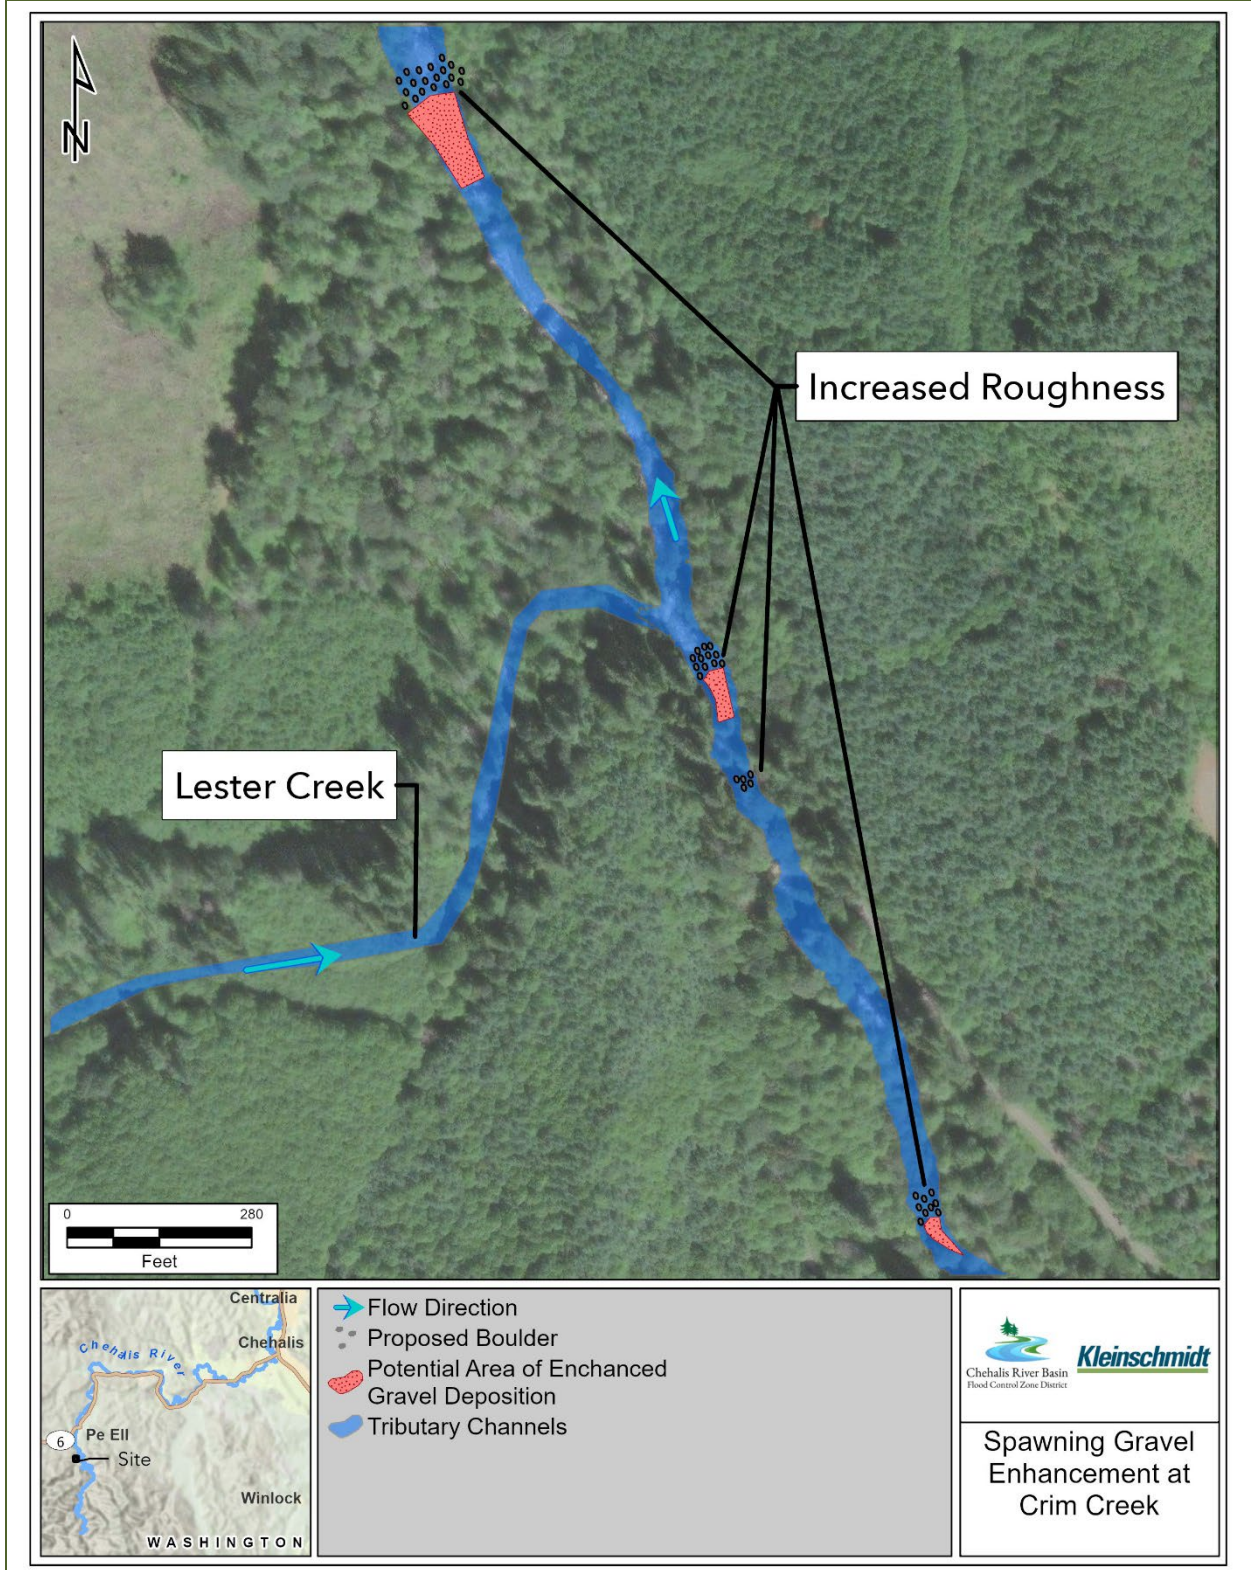 N
Increased Roughness
Lester Creek
0 280
Feet
Centralia
Chehalis
Chehalis River
6
Pe Ell
Site
Winlock
WASHINGTON
Flow Direction
Proposed Boulder
Potential Area of Enchanced
Gravel Deposition
Tributary Channels
Chehalis River Basin
Flood Control Zone District
Kleinschmidt
Spawning Gravel
Enhancement at
Crim Creek